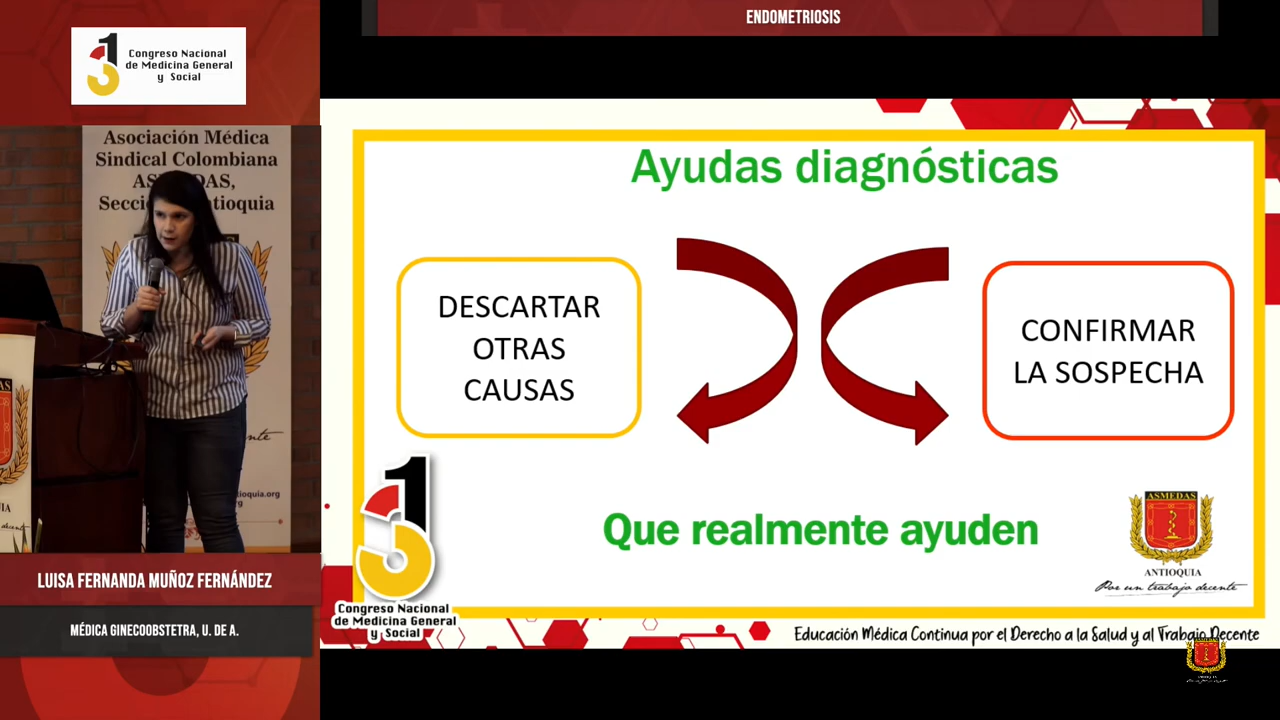 ENDOMETRIOSIS
Congreso Nacional
de Medicina General
y Social
Asociación Médica
Sindical Colombiana
Antioquia
LUISA FERNANDA MUÑOZ FERNÁNDEZ
MÉDICA GINECOOBSTETRA, U. DE A.
Ayudas diagnósticas
DESCARTAR
OTRAS
CAUSAS
CONFIRMAR
LA SOSPECHA
Que realmente ayuden
31
Congreso Nacional
de Medicina General
y Social
ASMEDAS
ANTIOQUIA
Por un trabajo decente
Educación Médica Continua por el Derecho a la Salud y al Trabajo Decente